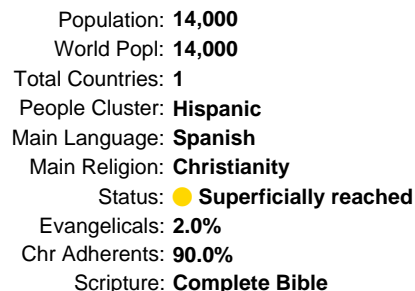 Population: 14,000
World Popl: 14,000
Total Countries: 1
People Cluster: Hispanic
Main Language: Spanish
Main Religion: Christianity
Status: Superficially reached
Evangelicals: 2.0%
Chr Adherents: 90.0%
Scripture: Complete Bible